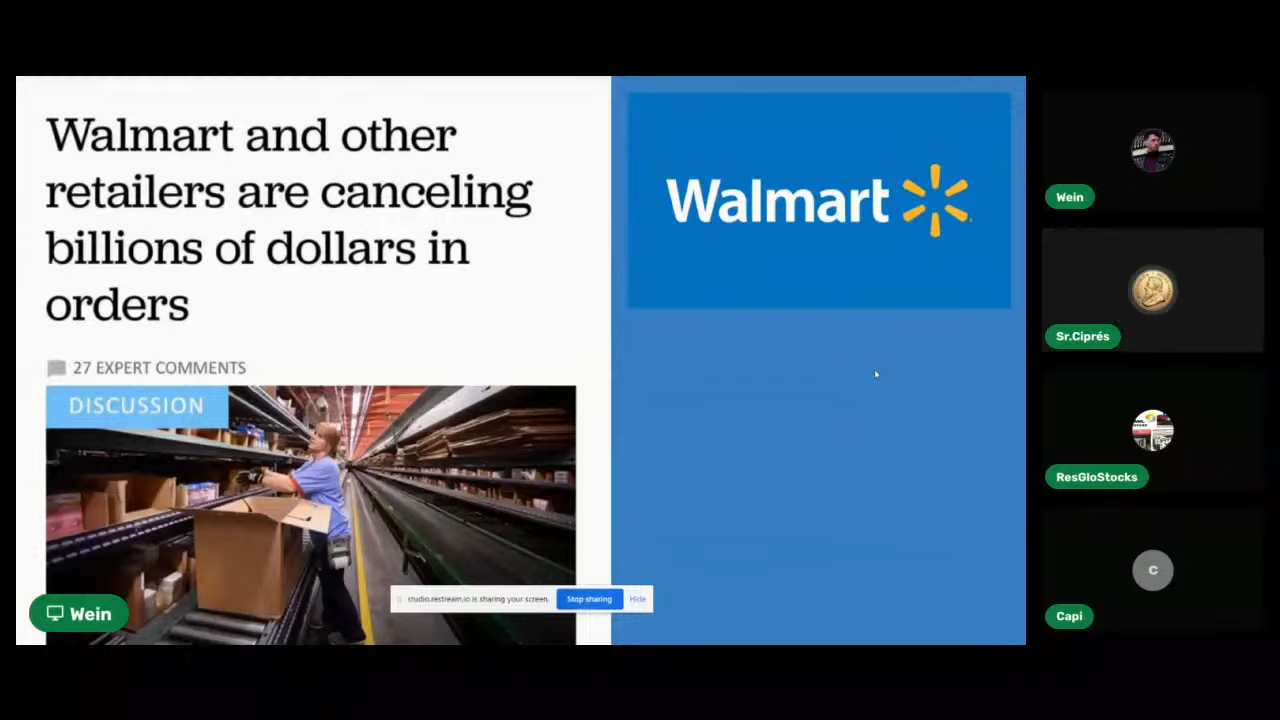 Walmart and other
retailers are canceling
billions of dollars in
orders
27 EXPERT COMMENTS
DISCUSSION
Walmart
studio.restream.io is sharing your screen.
Stop sharing
Hide
Wein
Wein
Sr.Ciprés
ResGloStocks
C
Capi